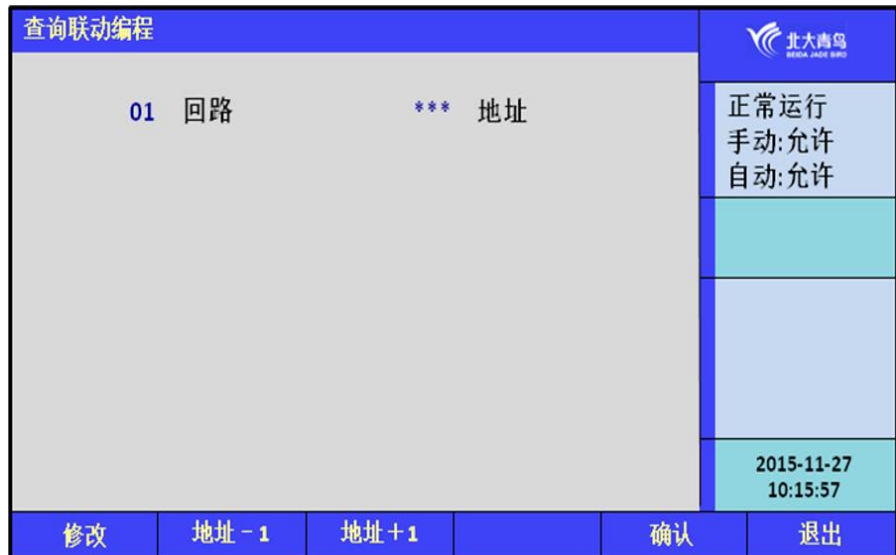 查询联动编程
北大青鸟
BEIDA JADE BIRD
01 回路 *** 地址
正常运行
手动:允许
自动:允许
2015-11-27
10:15:57
修改 地址-1 地址+1 确认 退出